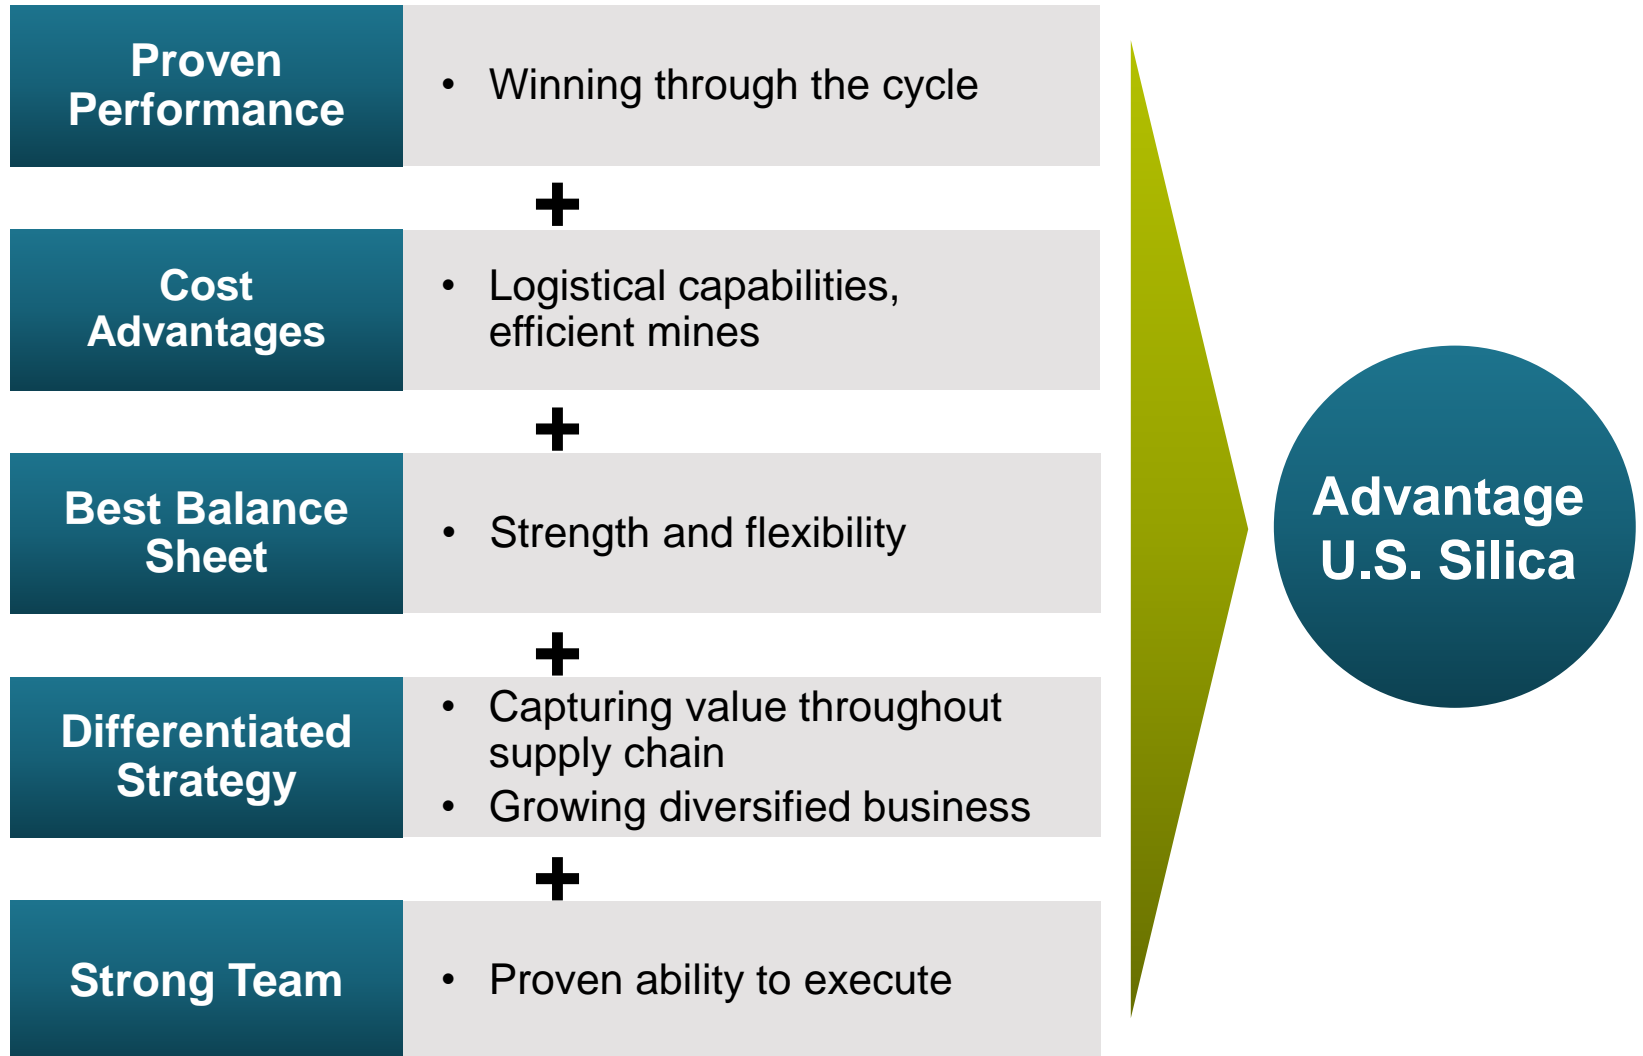 Proven
Performance
• Winning through the cycle
+
Cost
Advantages
• Logistical capabilities,
efficient mines
+
Best Balance
Sheet
• Strength and flexibility
+
Differentiated
Strategy
• Capturing value throughout
supply chain
• Growing diversified business
+
Strong Team
• Proven ability to execute
Advantage
U.S. Silica